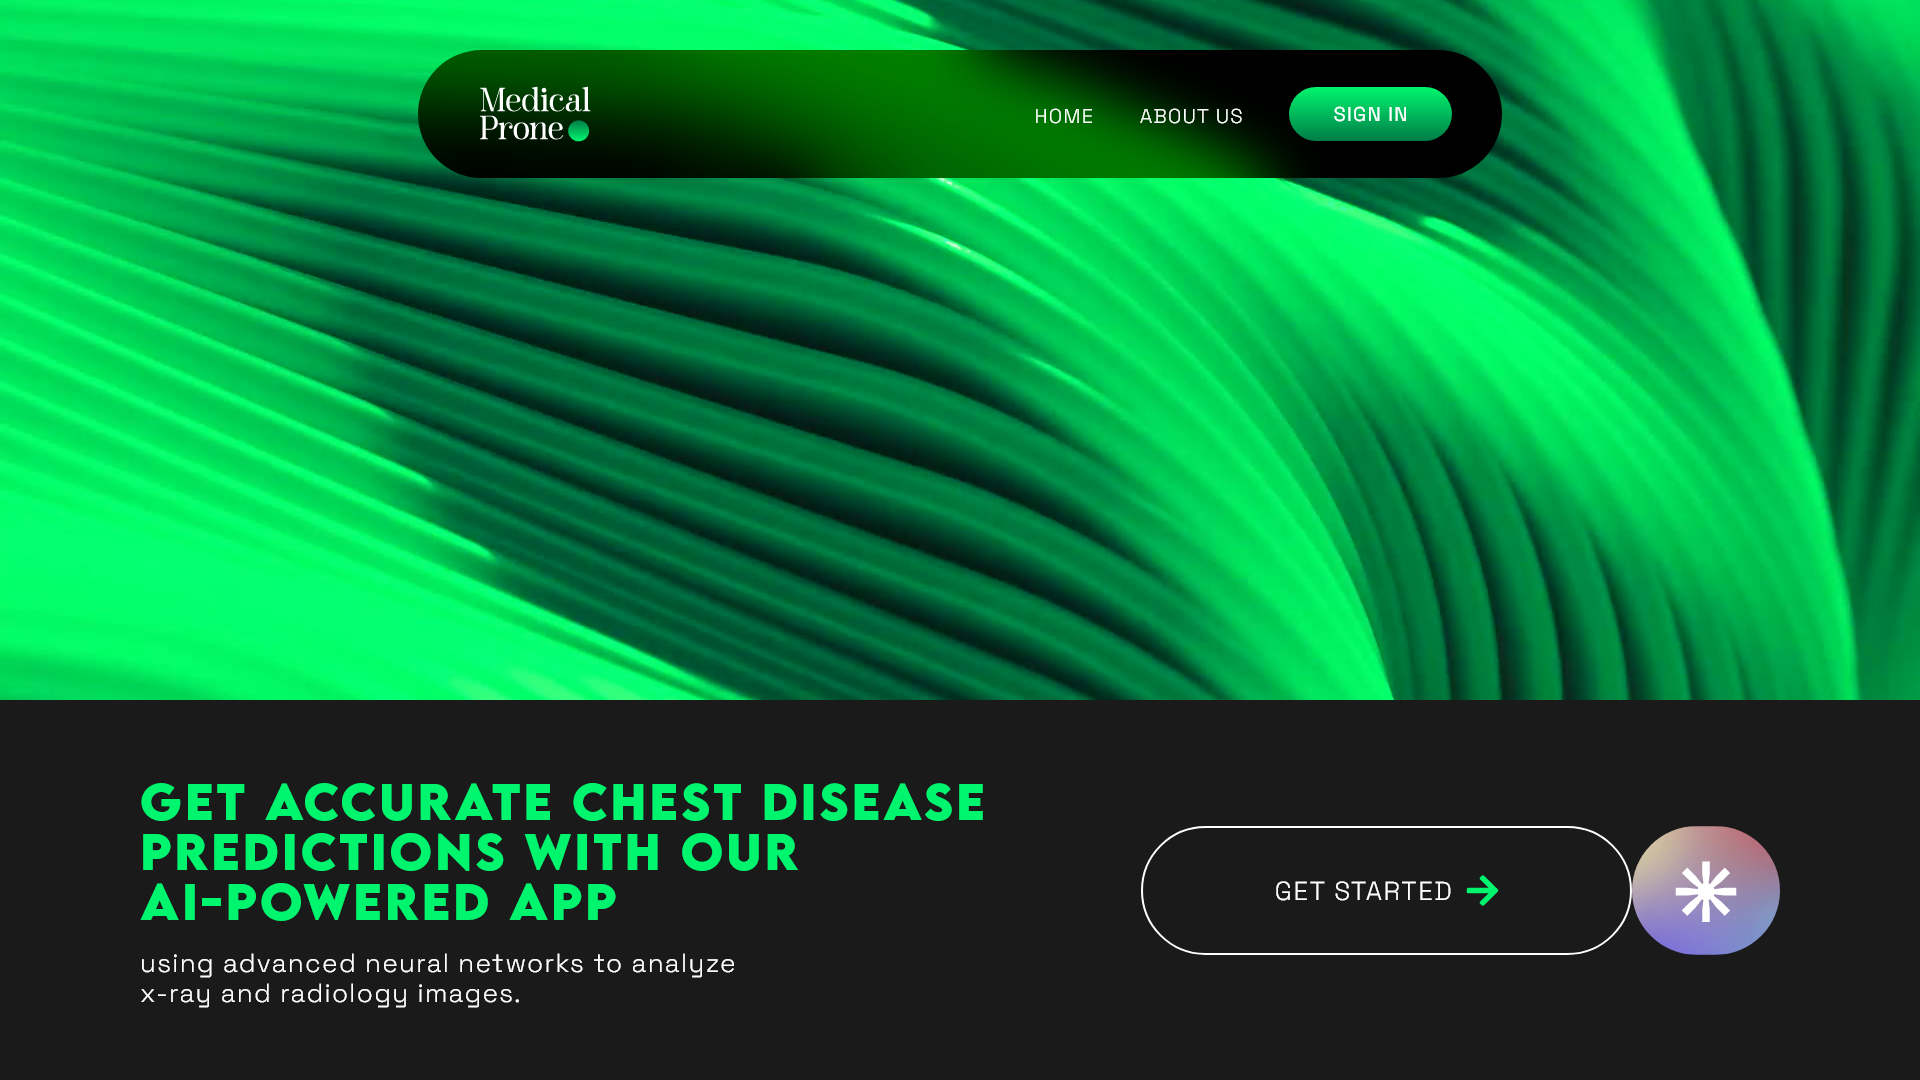 Medical
Prone
HOME
ABOUT US
SIGN IN
GET ACCURATE CHEST DISEASE
PREDICTIONS WITH OUR
AI-POWERED APP
using advanced neural networks to analyze
x-ray and radiology images.
GET STARTED